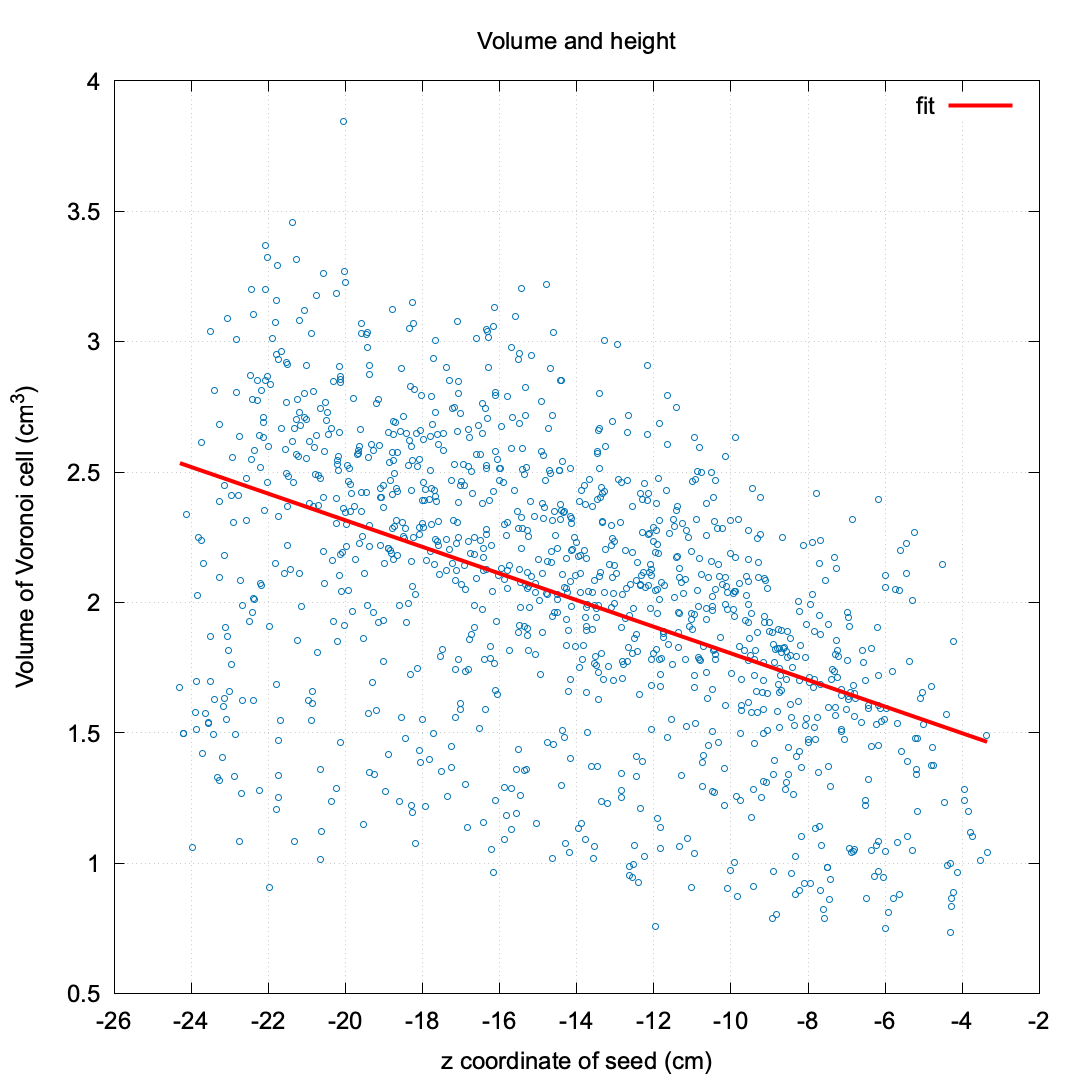 Volume and height
fit
4
3.5
3
2.5
2
1.5
1
0.5
Volume of Voronoi cell (cm³)
-26 -24 -22 -20 -18 -16 -14 -12 -10 -8 -6 -4 -2
z coordinate of seed (cm)